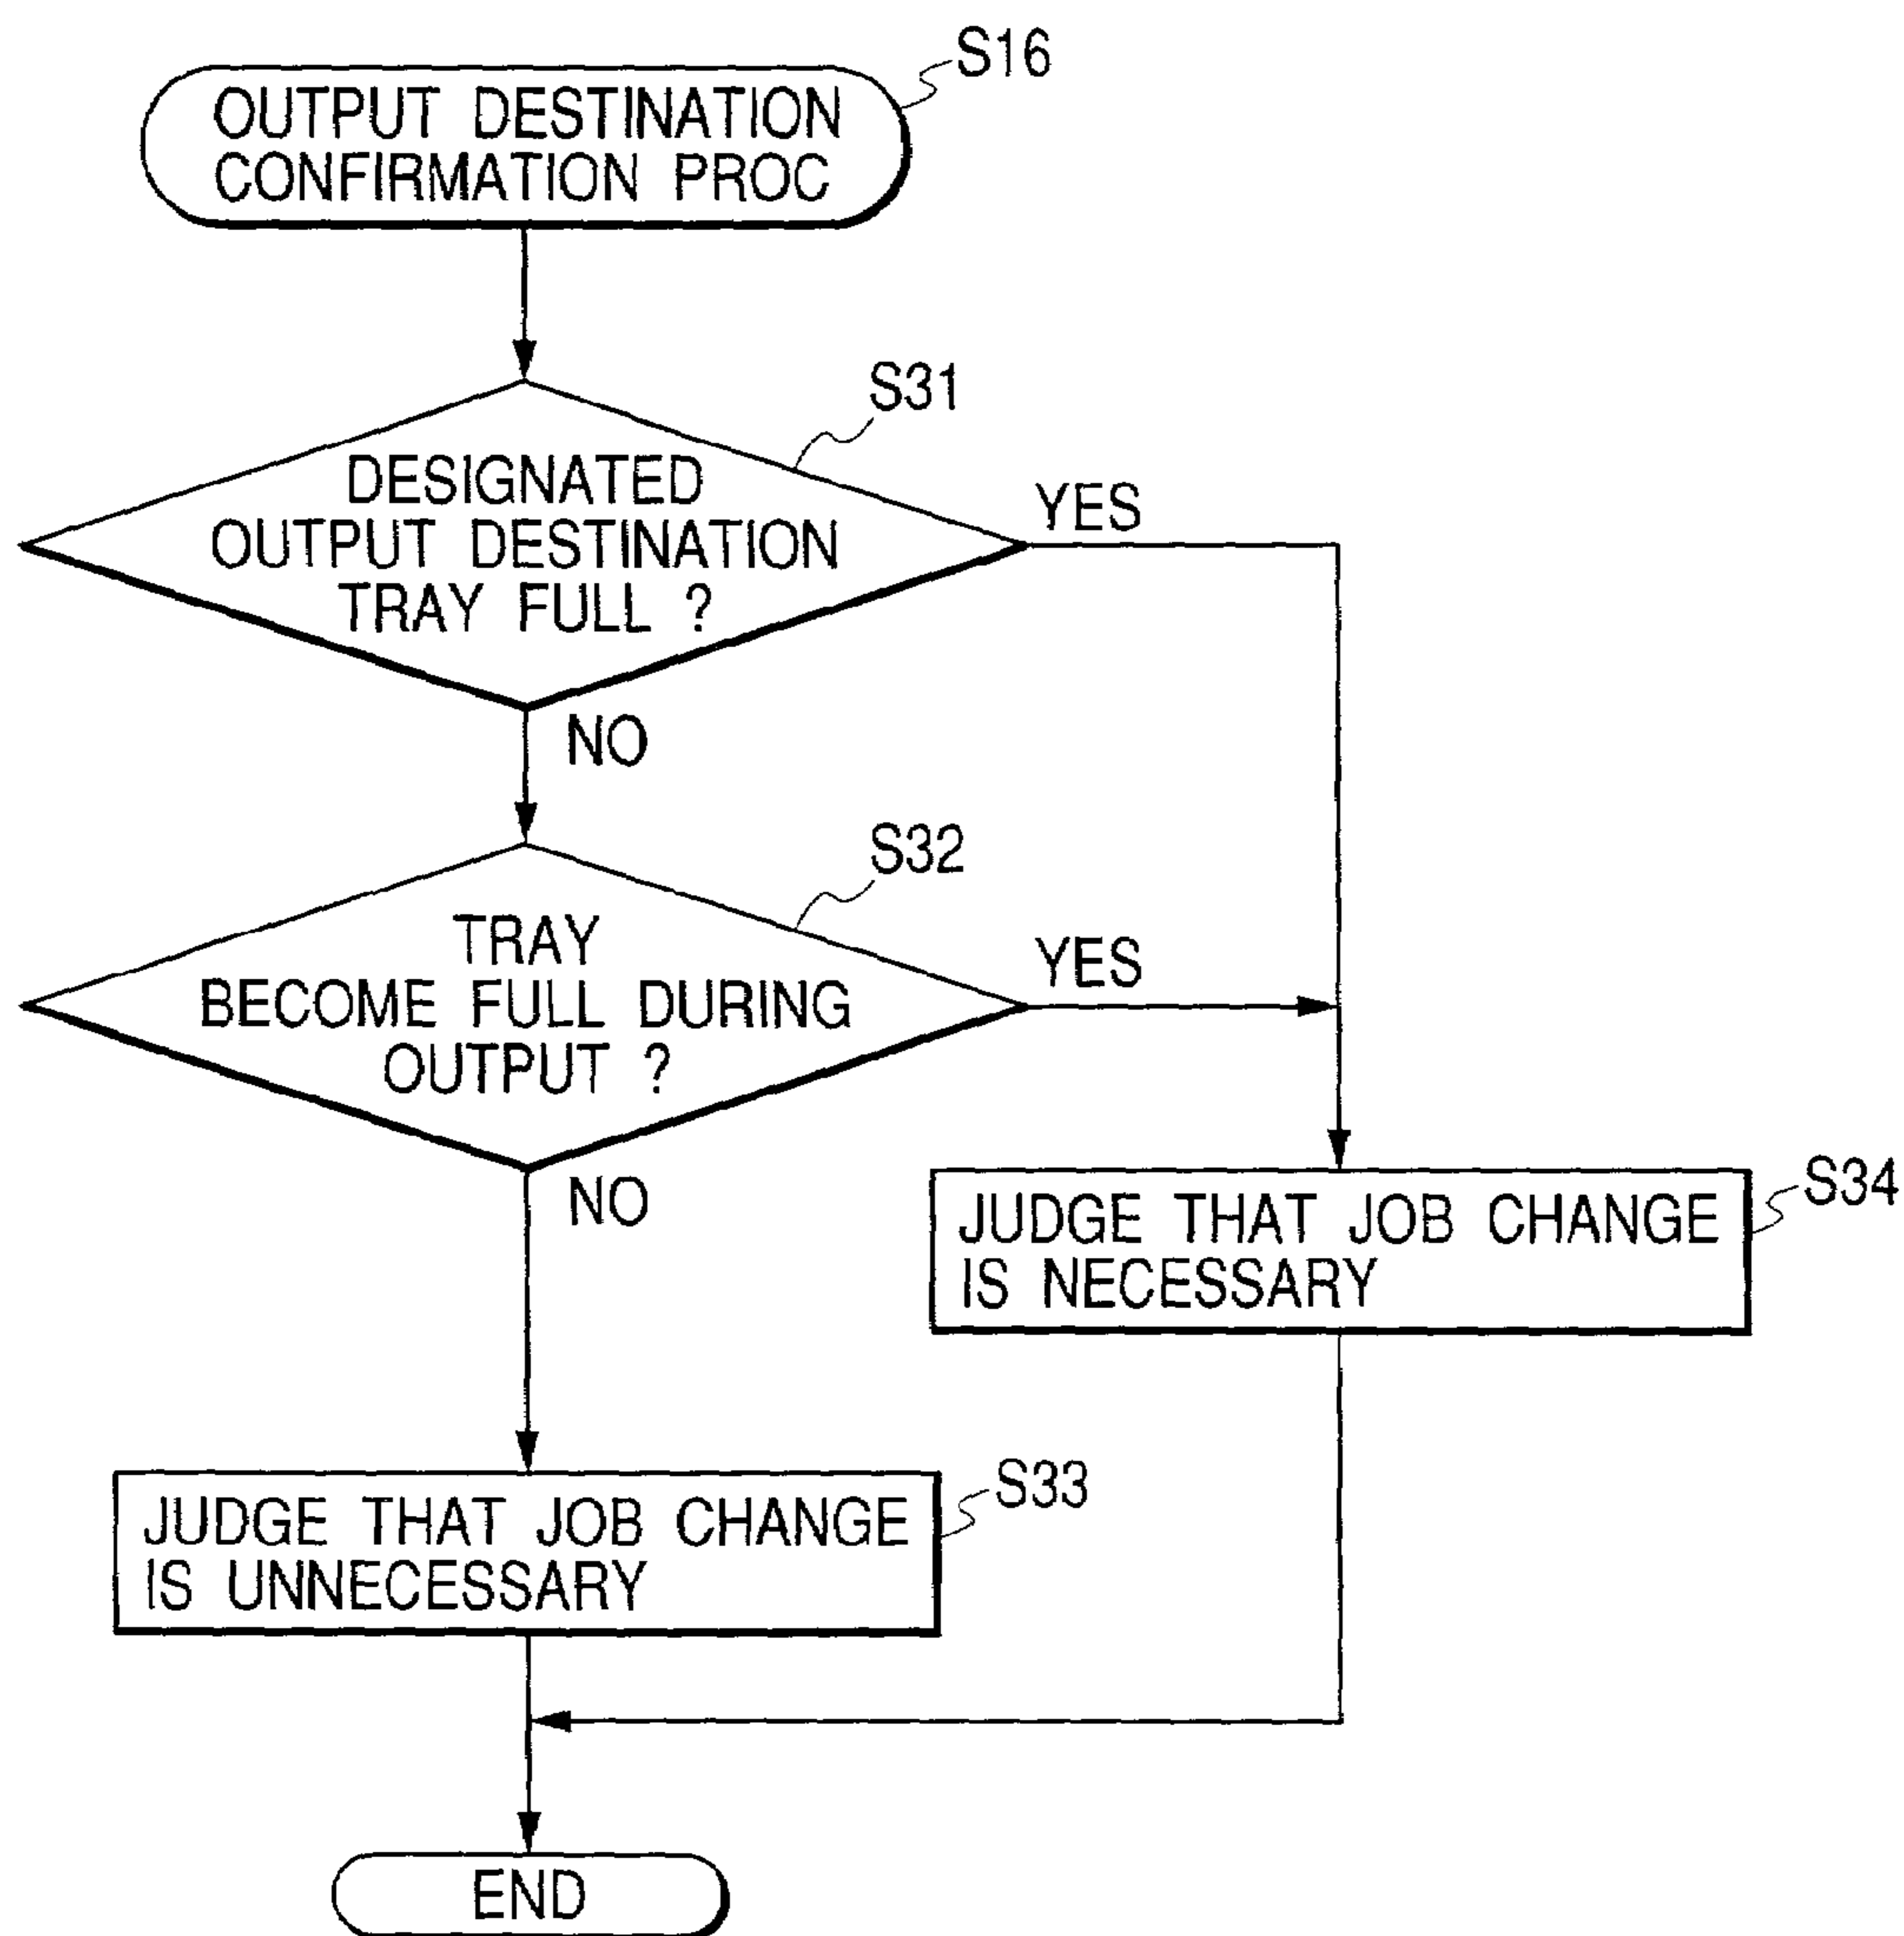 S16
OUTPUT DESTINATION
CONFIRMATION PROC
S31
DESIGNATED
OUTPUT DESTINATION
TRAY FULL ?
YES
NO
S32
TRAY
BECOME FULL DURING
OUTPUT ?
YES
NO
S34
JUDGE THAT JOB CHANGE
IS NECESSARY
S33
JUDGE THAT JOB CHANGE
IS UNNECESSARY
END